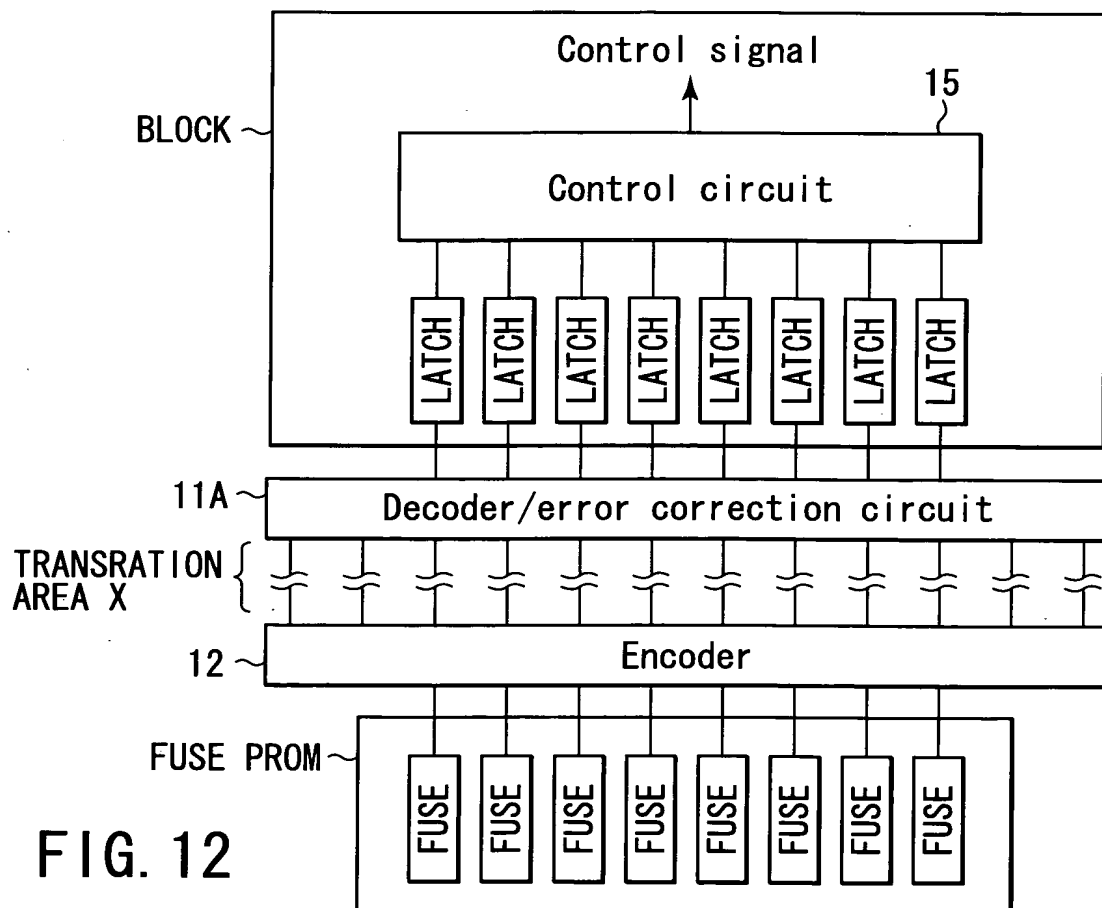 Control signal
15
BLOCK
Control circuit
LATCH LATCH LATCH LATCH LATCH LATCH LATCH LATCH
11A
Decoder/error correction circuit
TRANSRATION
AREA X
12
Encoder
FUSE PROM
FUSE FUSE FUSE FUSE FUSE FUSE FUSE FUSE
FIG. 12